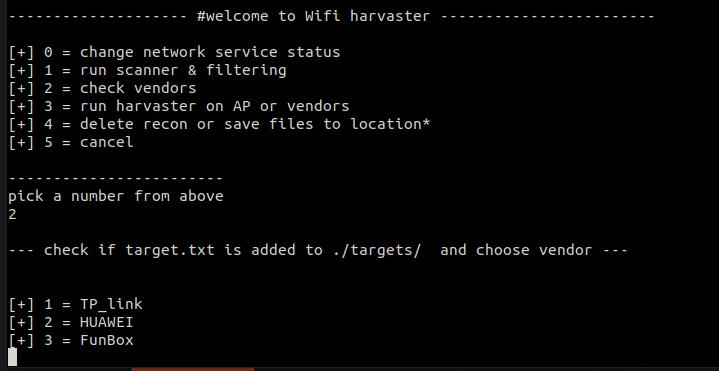 -------------------- #welcome to Wifi harvaster ------------------------
[+] 0 = change network service status
[+] 1 = run scanner & filtering
[+] 2 = check vendors
[+] 3 = run harvaster on AP or vendors
[+] 4 = delete recon or save files to location*
[+] 5 = cancel
------------------------
pick a number from above
2
--- check if target.txt is added to ./targets/  and choose vendor ---
[+] 1 = TP_link
[+] 2 = HUAWEI
[+] 3 = FunBox